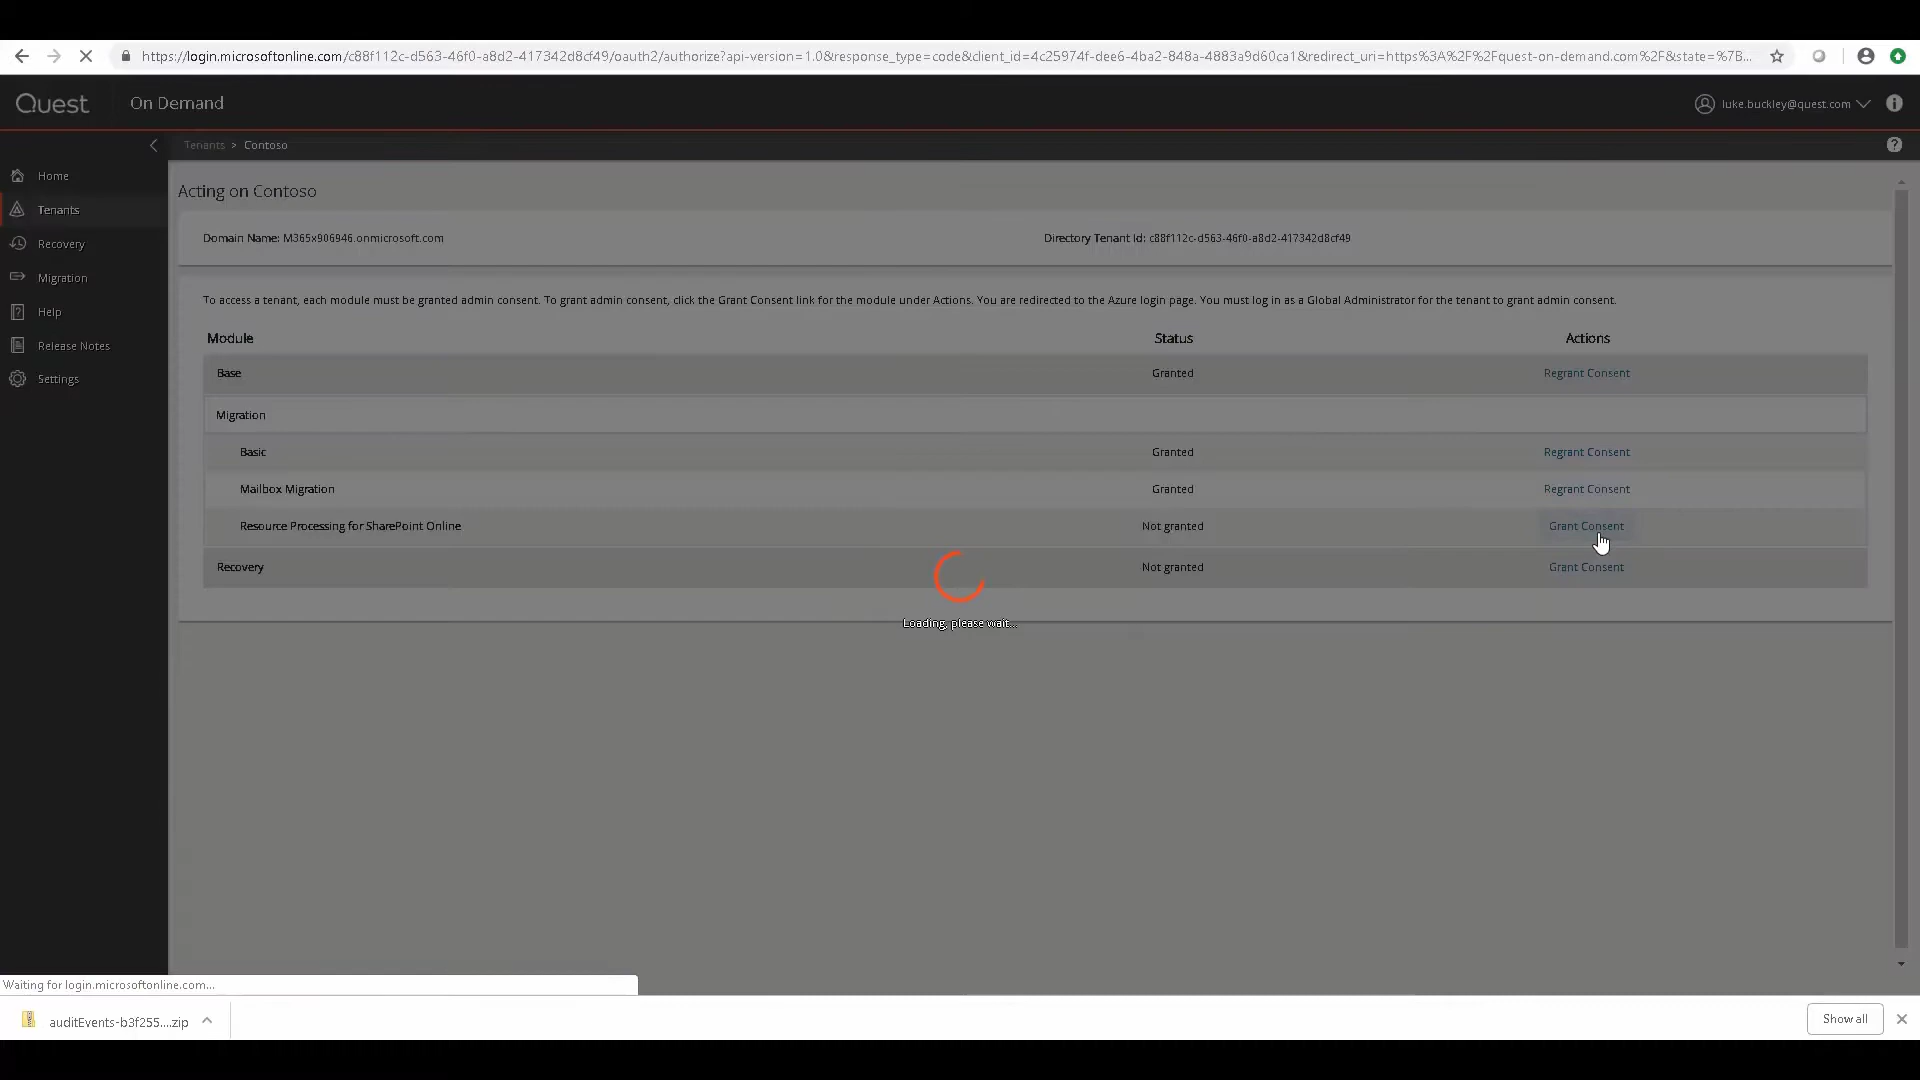 https://login.microsoftonline.com/c88f112c-d563-46f0-a8d2-417342d8cf49/oauth2/authorize?api-version=1.0&response_type=code&client_id=4c25974f-dee6-4ba2-848a-4883a9d60ca1&redirect_uri=https%3A%2F%2Fquest-on-demand.com%2F&state=%7B...
Quest
On Demand
luke.buckley@quest.com
Tenants > Contoso
Home
Tenants
Recovery
Migration
Help
Release Notes
Settings
Acting on Contoso
Domain Name: M365x906946.onmicrosoft.com
Directory Tenant Id: c88f112c-d563-46f0-a8d2-417342d8cf49
To access a tenant, each module must be granted admin consent. To grant admin consent, click the Grant Consent link for the module under Actions. You are redirected to the Azure login page. You must log in as a Global Administrator for the tenant to grant admin consent.
Module Status Actions
Base Granted Regrant Consent
Migration
Basic Granted Regrant Consent
Mailbox Migration Granted Regrant Consent
Resource Processing for SharePoint Online Not granted Grant Consent
Recovery Not granted Grant Consent
Loading, please wait...
Waiting for login.microsoftonline.com...
auditEvents-b3f255....zip
Show all